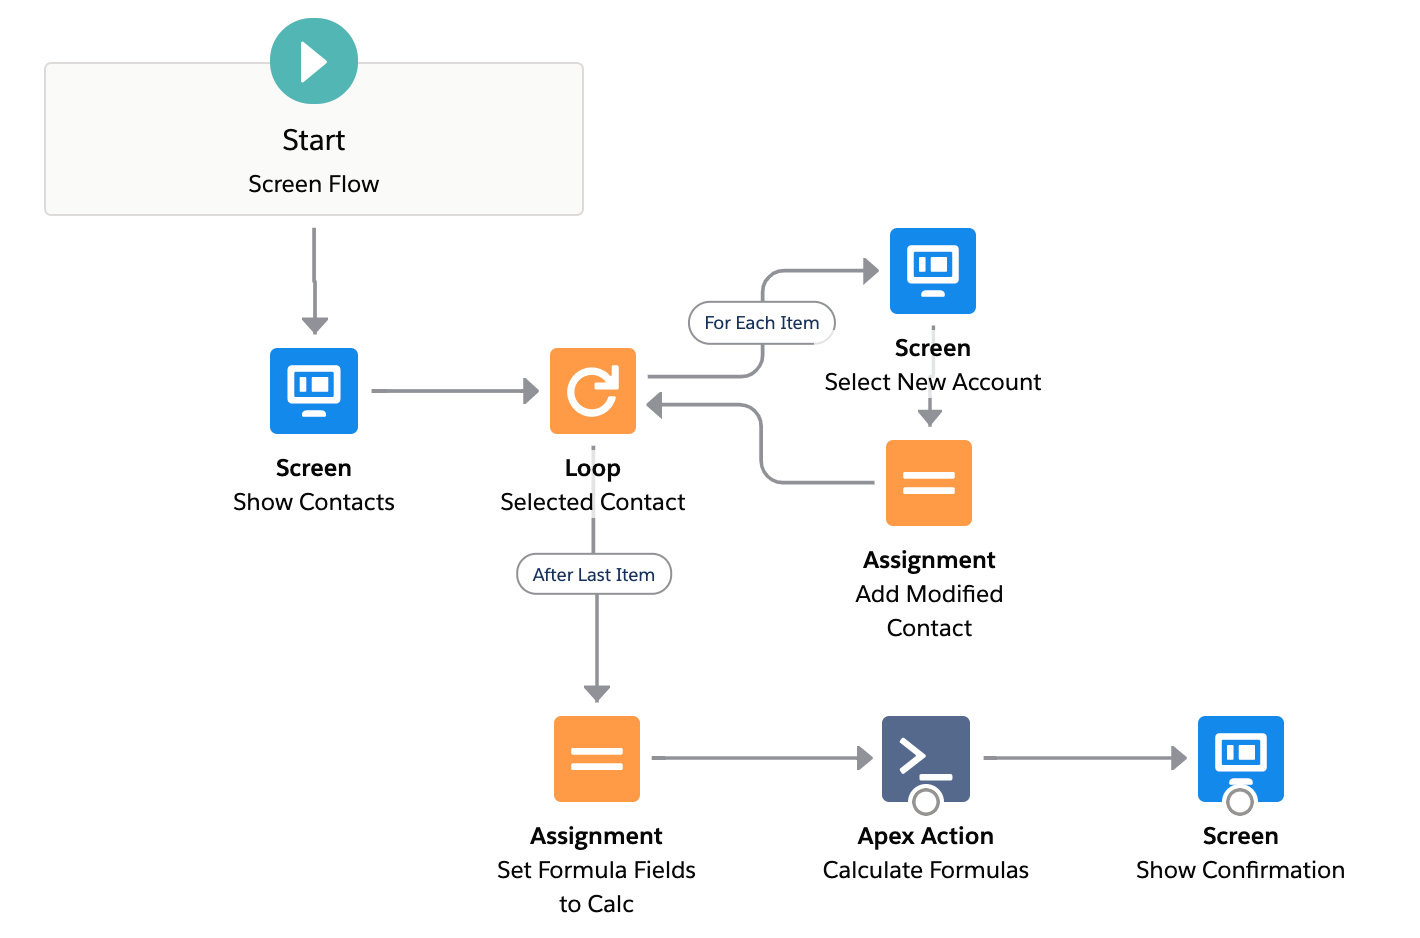 Start
Screen Flow
For Each Item
Screen
Select New Account
Screen
Show Contacts
Loop
Selected Contact
Assignment
Add Modified
Contact
After Last Item
Assignment
Set Formula Fields
to Calc
Apex Action
Calculate Formulas
Screen
Show Confirmation